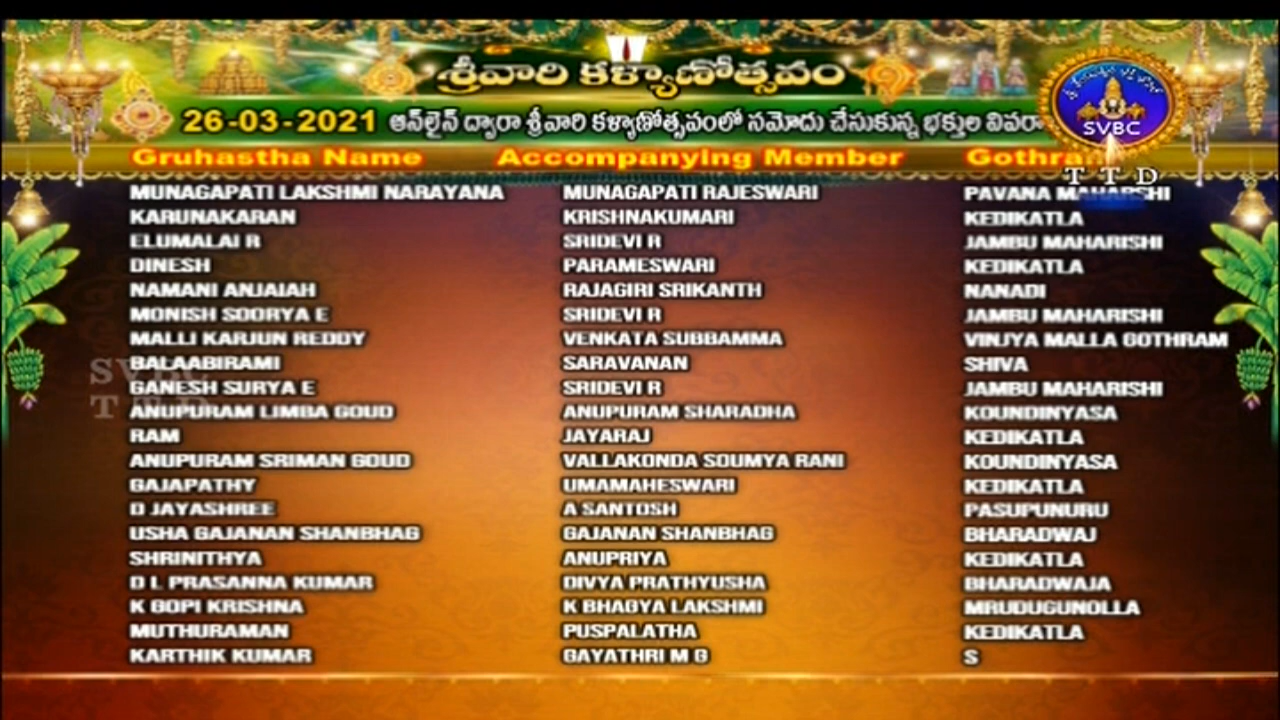 శ్రీవారి కళ్యాణోత్సవం
26-03-2021 ఆన్‌లైన్ ద్వారా శ్రీవారి కళ్యాణోత్సవంలో నమోదు చేసుకున్న భక్తుల
SVBC
TTD
Gruhastha Name Accompanying Member
MUNAGAPATI LAKSHMI NARAYANA MUNAGAPATI RAJESWARI PAVANA MAHARSHI
KARUNAKARAN KRISHNAKUMARI KEDIKATLA
ELUMALAI R SRIDEVI R JAMBU MAHARISHI
DINESH PARAMESWARI KEDIKATLA
NAMANI ANJAIAH RAJAGIRI SRIKANTH NANADI
MONISH SOORYA E SRIDEVI R JAMBU MAHARISHI
MALLI KARJUN REDDY VENKATA SUBBAMMA VINJYA MALLA GOTHRAM
BALAABIRAMI SARAVANAN SHIVA
GANESH SURYA E SRIDEVI R JAMBU MAHARISHI
ANUPURAM LIMBA GOUD ANUPURAM SHARADHA KOUNDINYASA
RAM JAYARAJ KEDIKATLA
ANUPURAM SRIMAN GOUD VALLAKONDA SOUMYA RANI KOUNDINYASA
GAJAPATHY UMAMAHESWARI KEDIKATLA
D JAYASHREE A SANTOSH PASUPUNURU
USHA GAJANAN SHANBHAG GAJANAN SHANBHAG BHARADWAJ
SHRINITHYA ANUPRIYA KEDIKATLA
D L PRASANNA KUMAR DIVYA PRATHYUSHA BHARADWAJA
K GOPI KRISHNA K BHAGYA LAKSHMI MRUDUGUNOLLA
MUTHURAMAN PUSPALATHA KEDIKATLA
KARTHIK KUMAR GAYATHRI M G S
SVBC
TTD